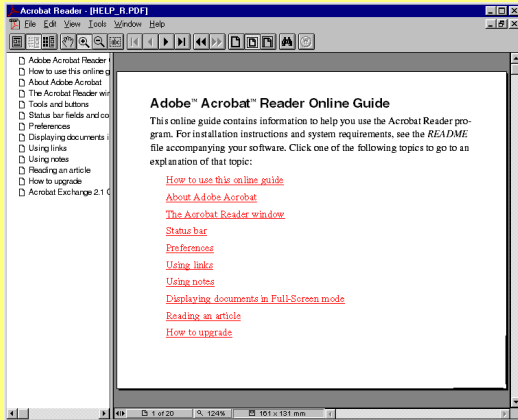 Acrobat Reader - [HELP_R.PDF]
File Edit View Tools Window Help
Adobe Acrobat Reader
How to use this online g
About Adobe Acrobat
The Acrobat Reader win
Tools and buttons
Status bar fields and co
Preferences
Displaying documents i
Using links
Using notes
Reading an article
How to upgrade
Acrobat Exchange 2.1
Adobe™ Acrobat™ Reader Online Guide
This online guide contains information to help you use the Acrobat Reader pro-
gram. For installation instructions and system requirements, see the README
file accompanying your software. Click one of the following topics to go to an
explanation of that topic:
How to use this online guide
About Adobe Acrobat
The Acrobat Reader window
Status bar
Preferences
Using links
Using notes
Displaying documents in Full-Screen mode
Reading an article
How to upgrade
1 of 20 124% 161 x 131 mm